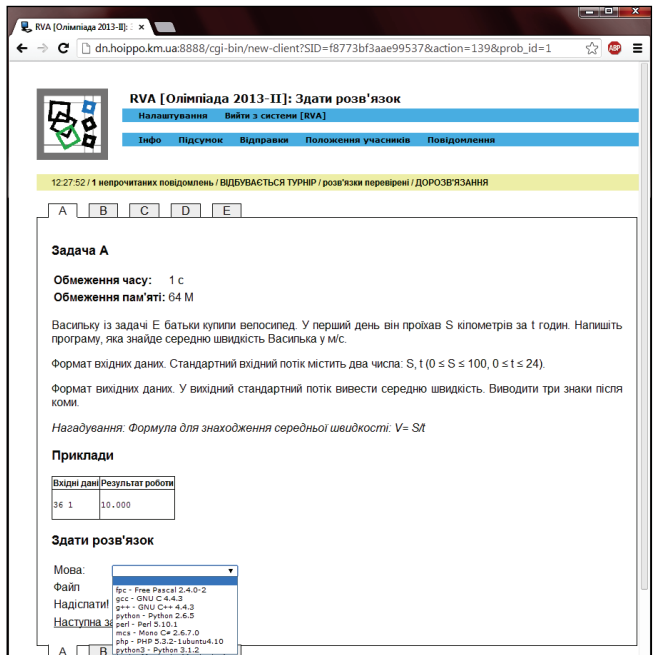 RVA [Олімпіада 2013-II]: З
dn.hoippo.km.ua:8888/cgi-bin/new-client?SID=f8773bf3aae99537&action=139&prob_id=1
ABP
RVA [Олімпіада 2013-II]: Здати розв'язок
Налаштування Вийти з системи [RVA]
Інфо Підсумок Відправки Положення учасників Повідомлення
12:27:52 / 1 непрочитаних повідомлень / ВІДБУВАЄТЬСЯ ТУРНІР / розв'язки перевірені / ДОРОЗВ'ЯЗАННЯ
A B C D E
Задача A
Обмеження часу: 1 с
Обмеження пам'яті: 64 M
Васильку із задачі Е батьки купили велосипед. У перший день він проїхав S кілометрів за t годин. Напишіть
програму, яка знайде середню швидкість Василька у м/с.
Формат вхідних даних. Стандартний вхідний потік містить два числа: S, t (0 ≤ S ≤ 100, 0 ≤ t ≤ 24).
Формат вихідних даних. У вихідний стандартний потік вивести середню швидкість. Виводити три знаки після
коми.
Нагадування: Формула для знаходження середньої швидкості: V= S/t
Приклади
Вхідні дані Результат роботи
36 1 10.000
Здати розв'язок
Мова:
Файл
Надіслати!
Наступна за
fpc - Free Pascal 2.4.0-2
gcc - GNU C 4.4.3
g++ - GNU C++ 4.4.3
python - Python 2.6.5
perl - Perl 5.10.1
mcs - Mono C# 2.6.7.0
php - PHP 5.3.2-1ubuntu4.10
python3 - Python 3.1.2
A B